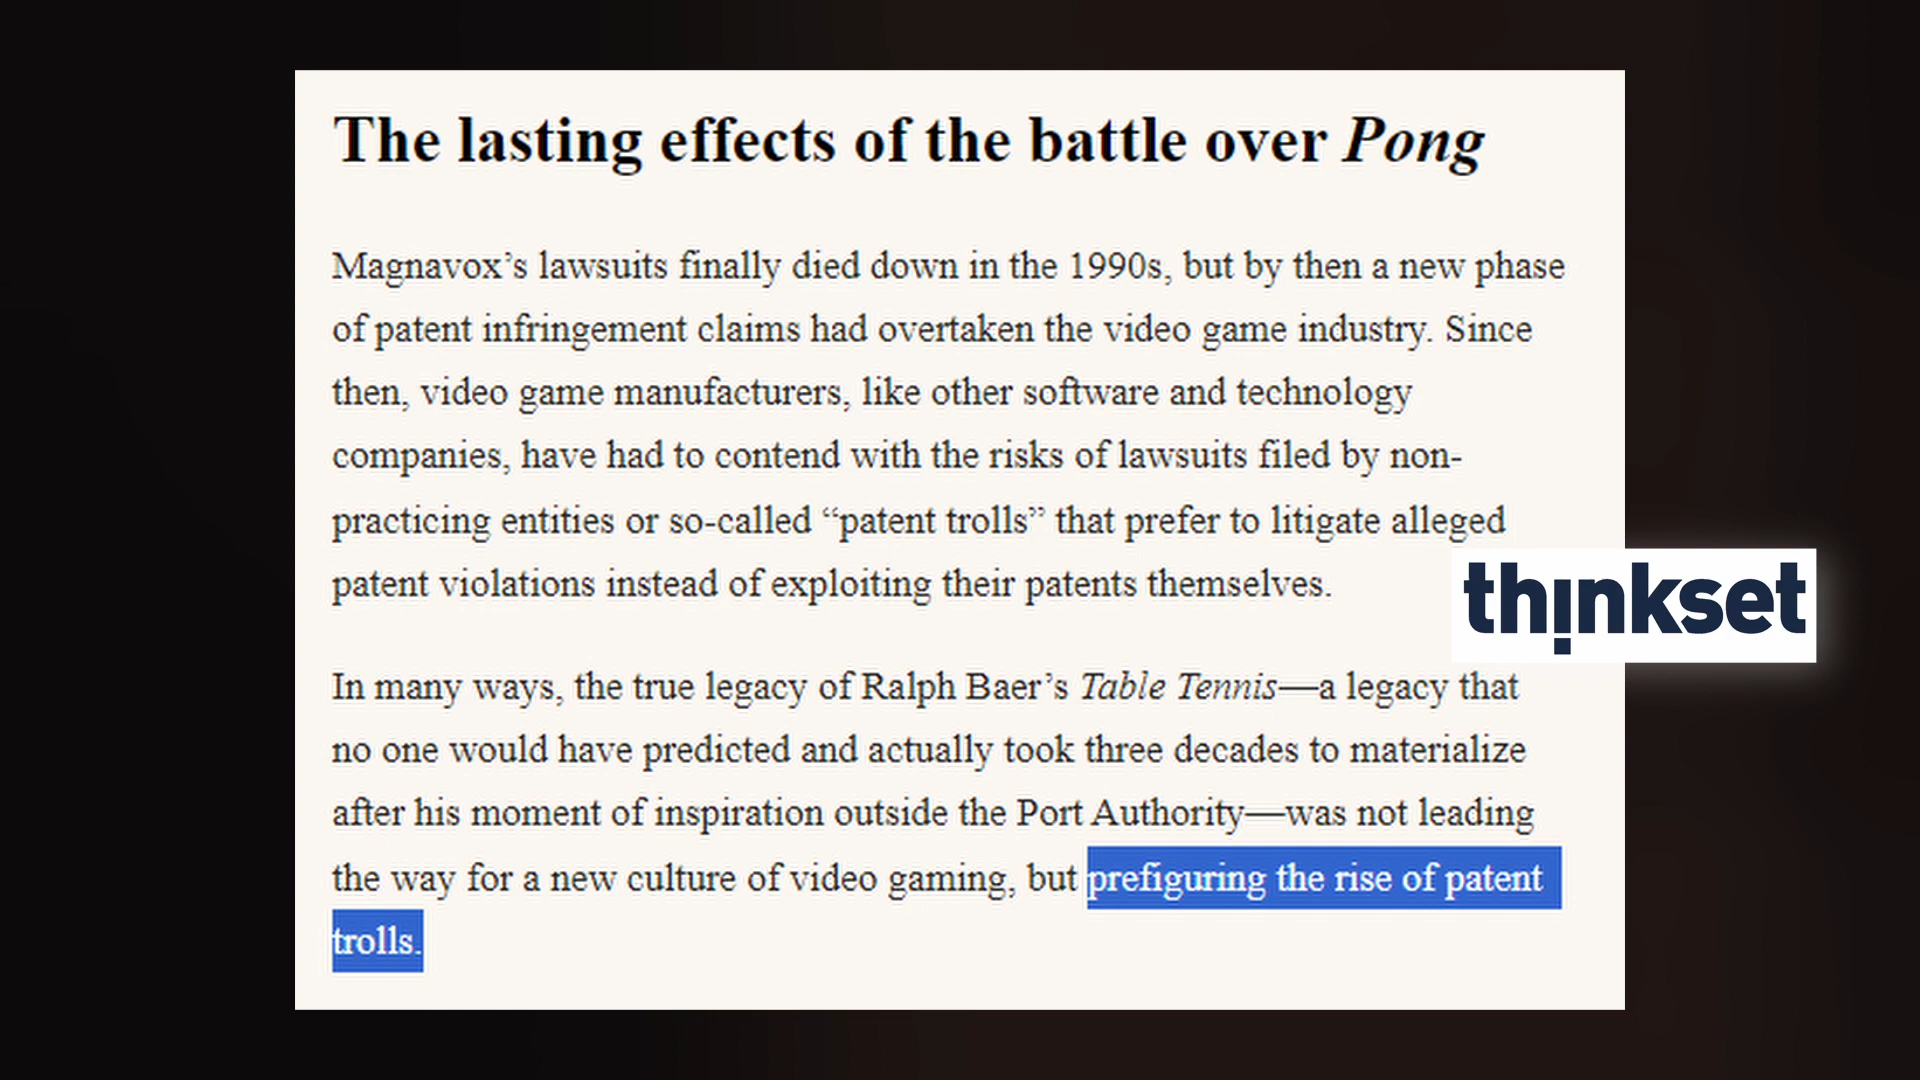 The lasting effects of the battle over Pong
Magnavox’s lawsuits finally died down in the 1990s, but by then a new phase
of patent infringement claims had overtaken the video game industry. Since
then, video game manufacturers, like other software and technology
companies, have had to contend with the risks of lawsuits filed by non-
practicing entities or so-called “patent trolls” that prefer to litigate alleged
patent violations instead of exploiting their patents themselves.
thinkset
In many ways, the true legacy of Ralph Baer’s Table Tennis—a legacy that
no one would have predicted and actually took three decades to materialize
after his moment of inspiration outside the Port Authority—was not leading
the way for a new culture of video gaming, but prefiguring the rise of patent
trolls.